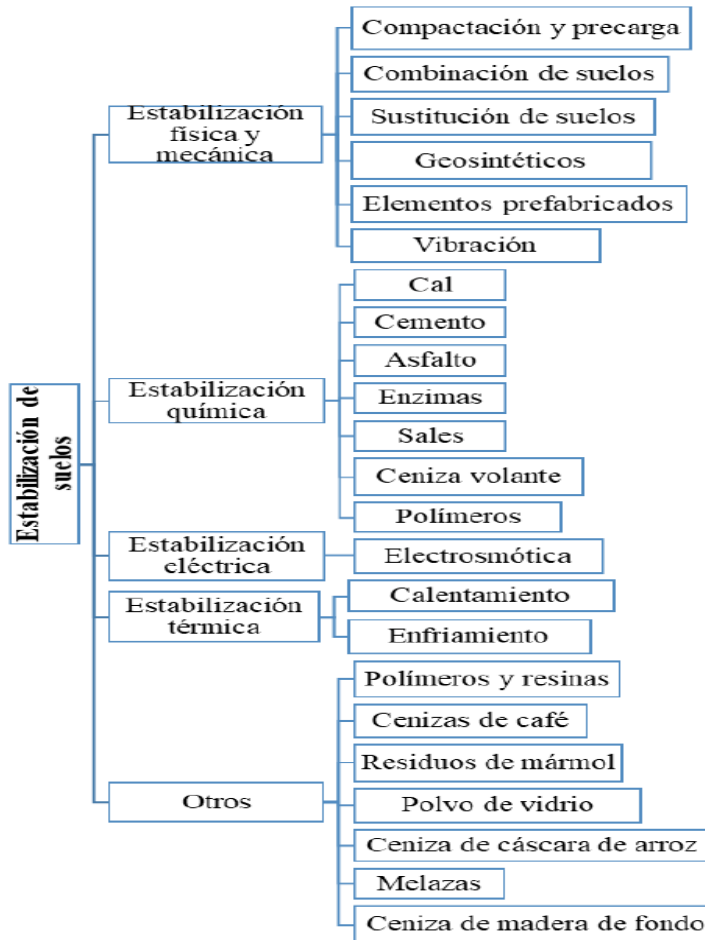 Estabilización de
suelos
Estabilización
física y
mecánica
Compactación y precarga
Combinación de suelos
Sustitución de suelos
Geosintéticos
Elementos prefabricados
Vibración
Estabilización
química
Cal
Cemento
Asfalto
Enzimas
Sales
Ceniza volante
Polímeros
Estabilización
eléctrica
Electrosmótica
Estabilización
térmica
Calentamiento
Enfriamiento
Otros
Polímeros y resinas
Cenizas de café
Residuos de mármol
Polvo de vidrio
Ceniza de cáscara de arroz
Melazas
Ceniza de madera de fondo